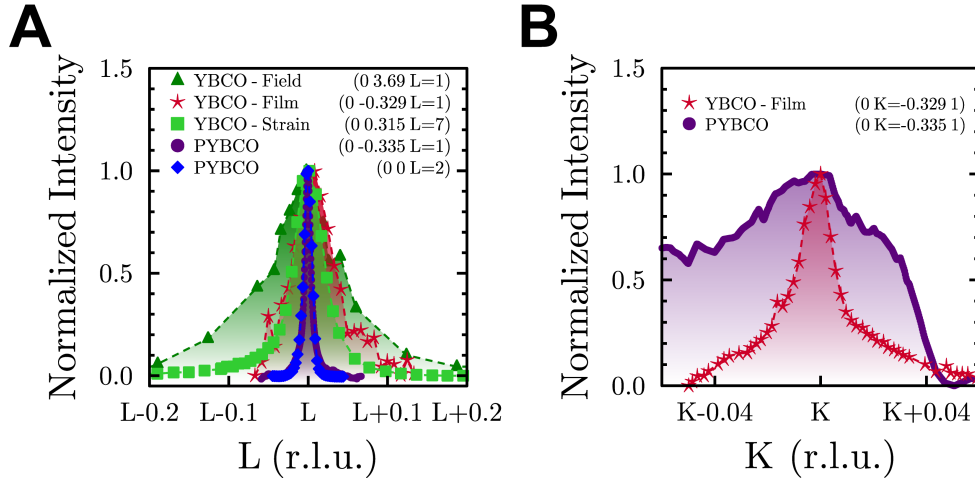 A
Normalized Intensity
1.5
1.0
0.5
0.0
YBCO - Field (0 3.69 L=1)
YBCO - Film (0 -0.329 L=1)
YBCO - Strain (0 0.315 L=7)
PYBCO (0 -0.335 L=1)
PYBCO (0 0 L=2)
L-0.2 L-0.1 L L+0.1 L+0.2
L (r.l.u.)
B
Normalized Intensity
1.5
1.0
0.5
0.0
YBCO - Film (0 K=-0.329 1)
PYBCO (0 K=-0.335 1)
K-0.04 K K+0.04
K (r.l.u.)